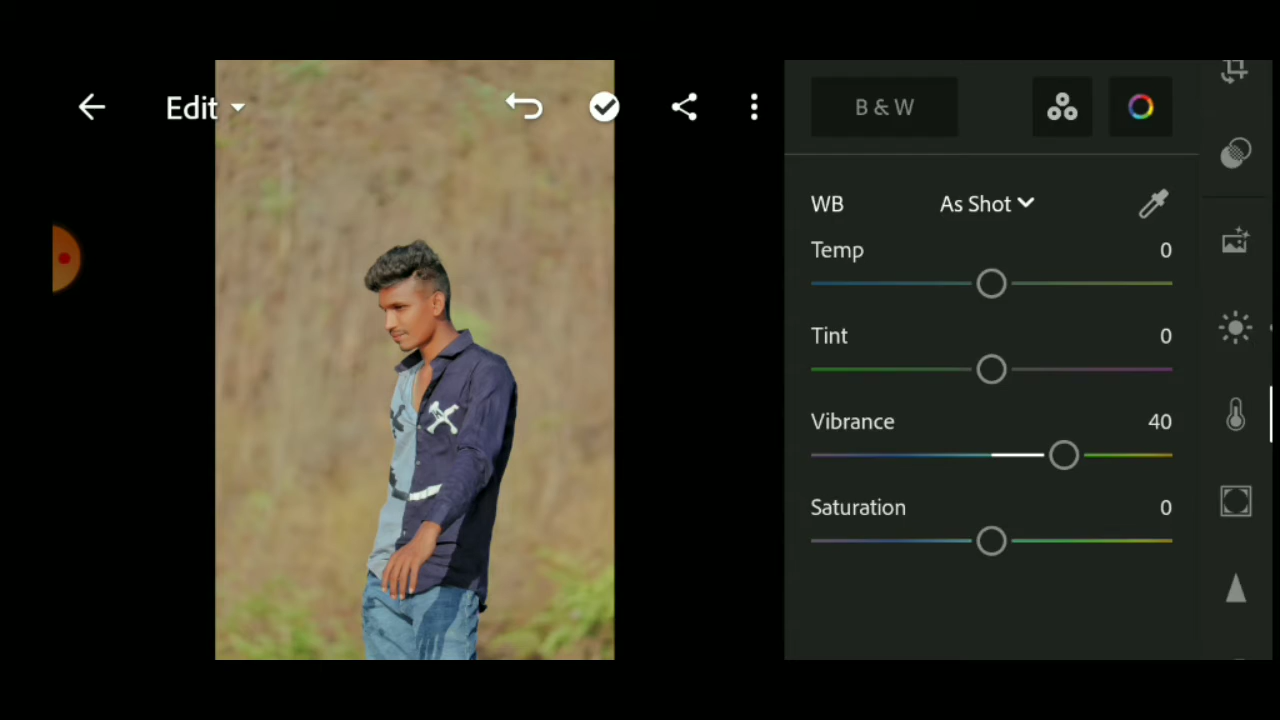 Edit
B & W
WB As Shot
Temp 0
Tint 0
Vibrance 40
Saturation 0